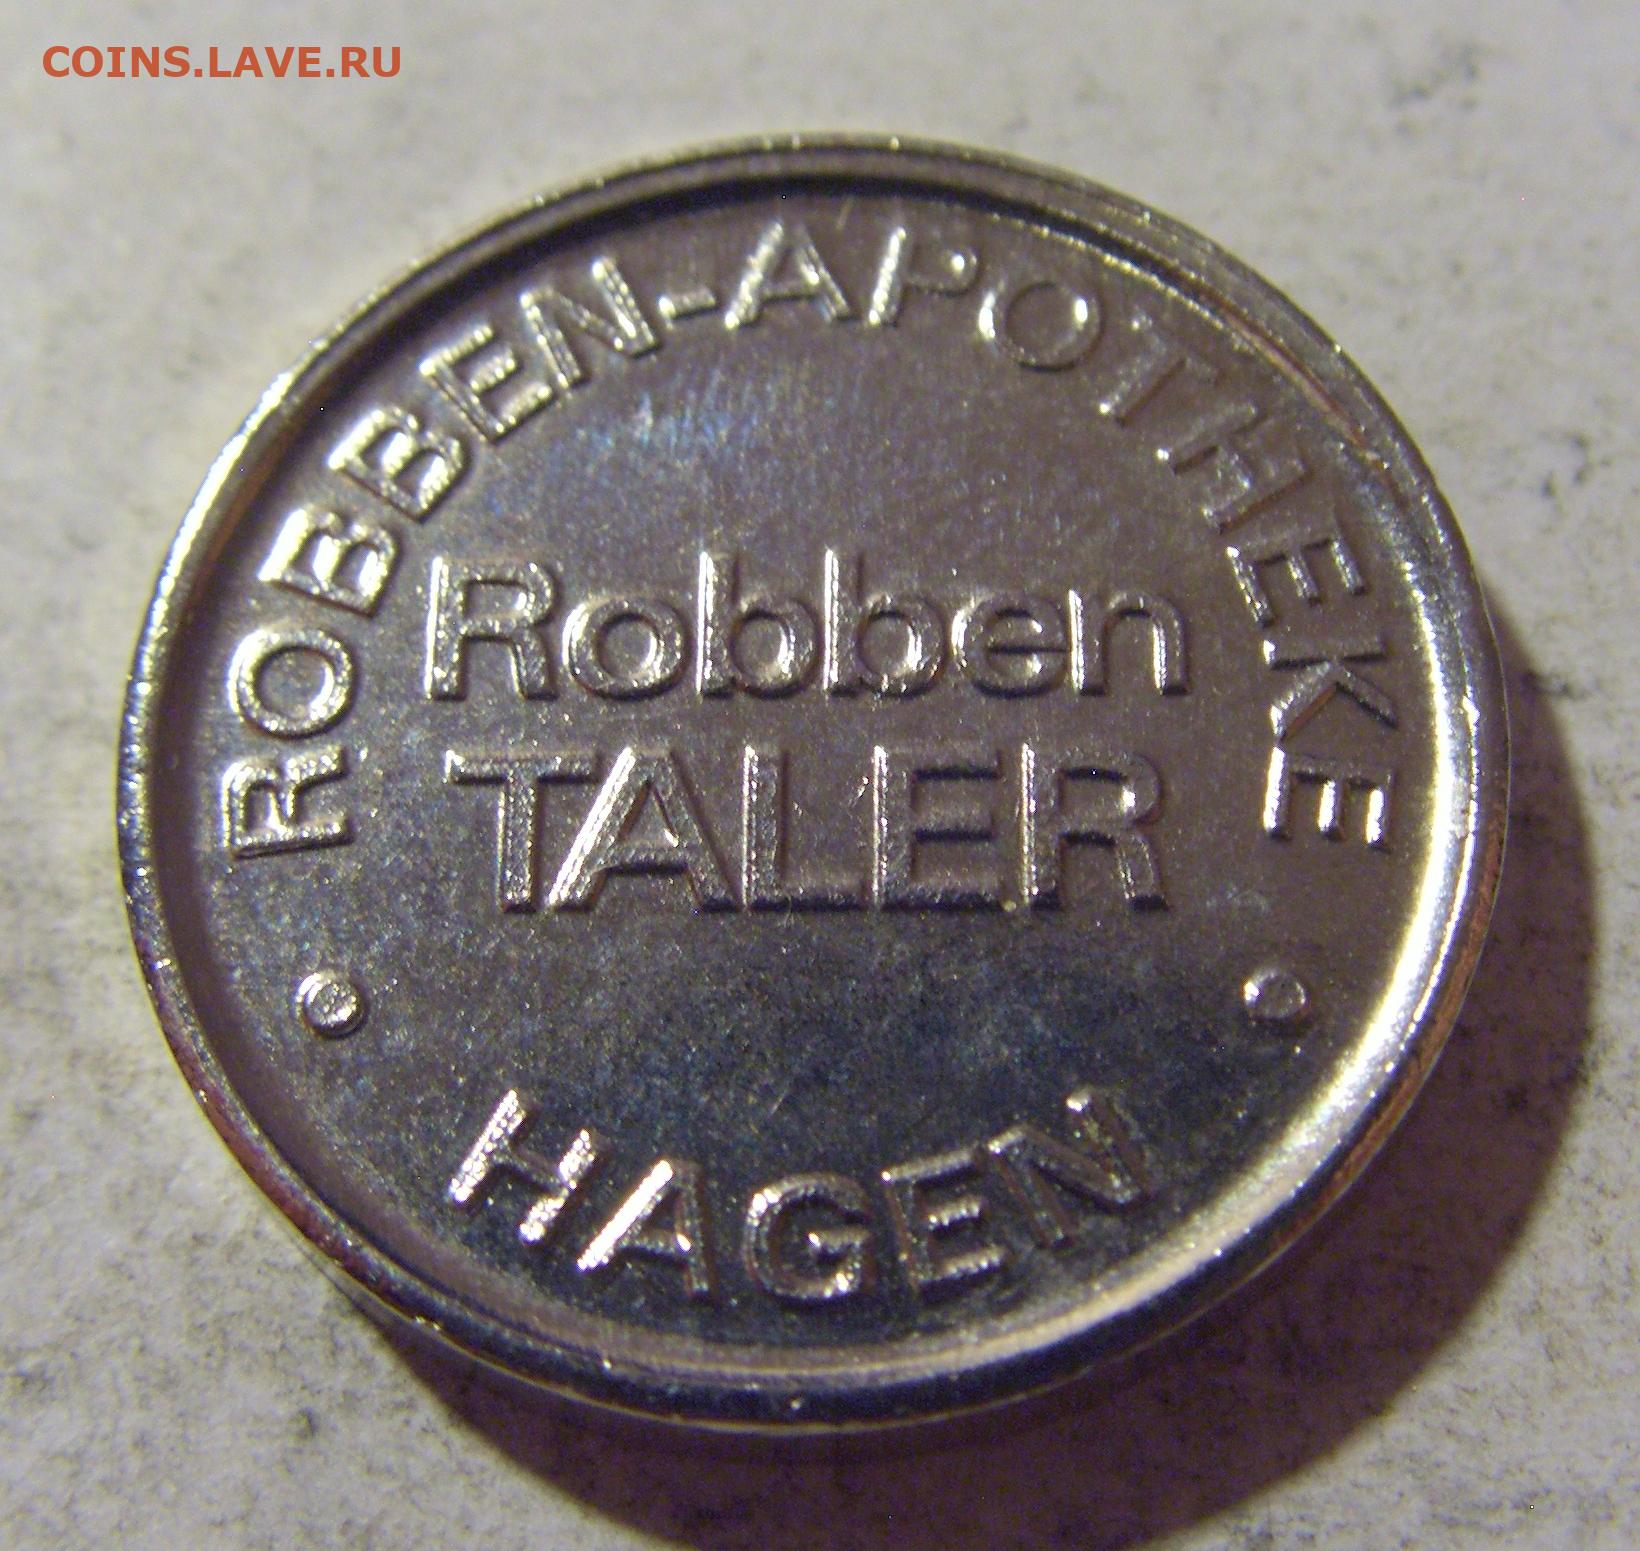 COINS.LAVE.RU
ROBBEN-APOTHEKE
Robben
TALER
HAGEN